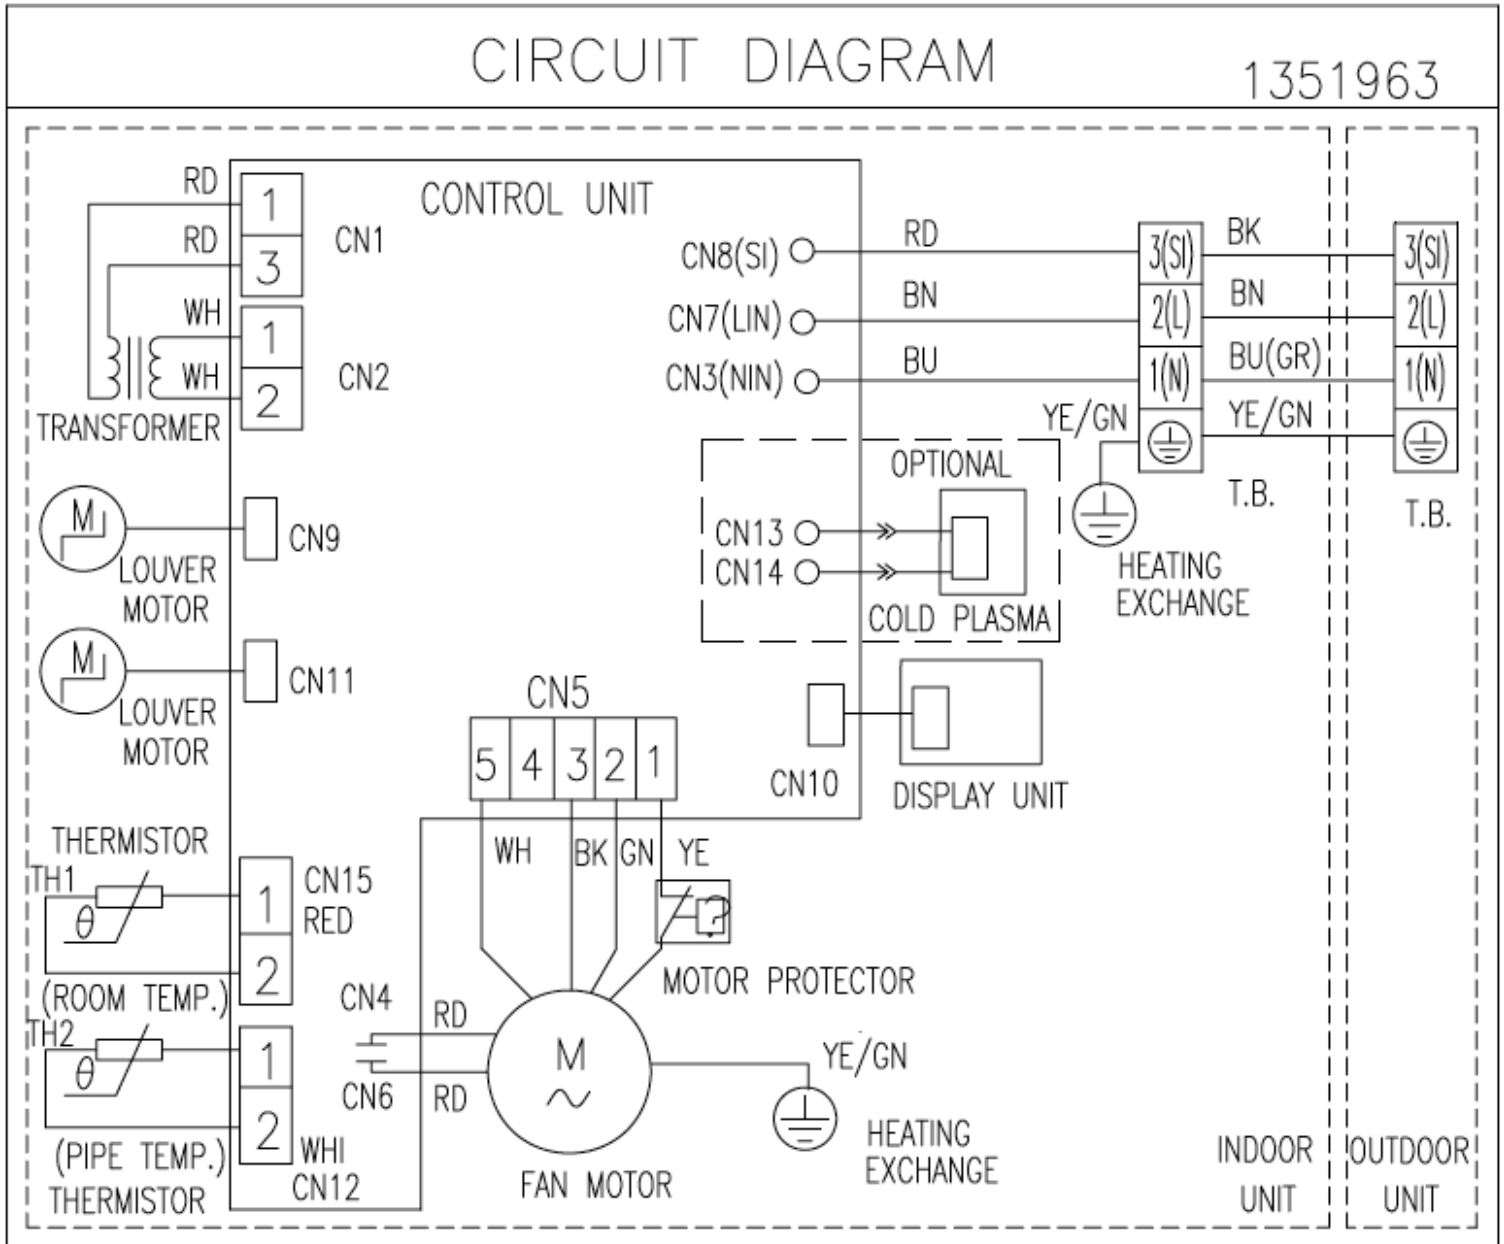 CIRCUIT DIAGRAM
1351963
CONTROL UNIT
RD
1
RD
3
CN1
WH
1
WH
2
CN2
TRANSFORMER
CN8(SI)
RD
3(SI)
BK
3(SI)
CN7(LIN)
BN
2(L)
BN
2(L)
CN3(NIN)
BU
1(N)
BU(GR)
1(N)
YE/GN
YE/GN
T.B.
T.B.
HEATING
EXCHANGE
OPTIONAL
CN13
CN14
COLD PLASMA
M
CN9
LOUVER
MOTOR
M
CN11
LOUVER
MOTOR
CN10
DISPLAY UNIT
CN5
5 4 3 2 1
WH BK GN YE
?
MOTOR PROTECTOR
THERMISTOR
TH1
θ
1
2
CN15
RED
(ROOM TEMP.)
TH2
θ
1
2
WHI
CN12
(PIPE TEMP.)
THERMISTOR
CN4
RD
CN6
RD
M
~
FAN MOTOR
YE/GN
HEATING
EXCHANGE
INDOOR
UNIT
OUTDOOR
UNIT